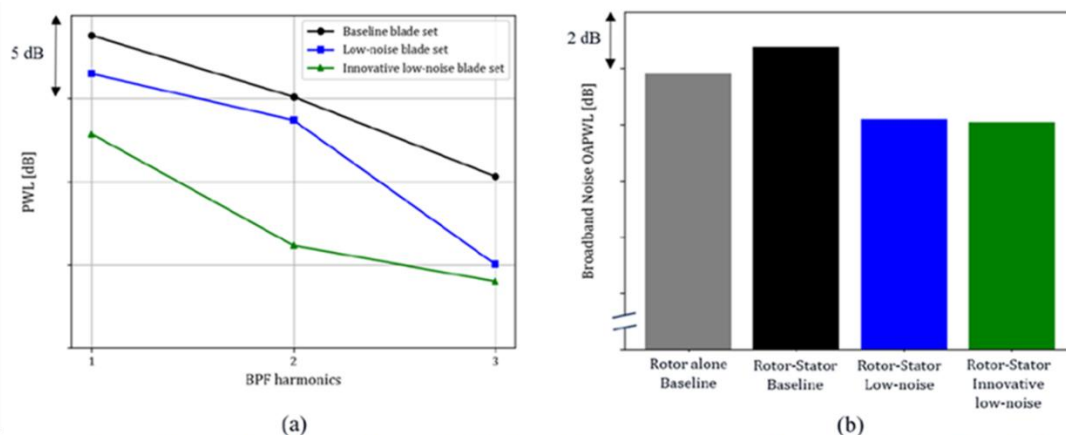 5 dB
PWL [dB]
Baseline blade set
Low-noise blade set
Innovative low-noise blade set
1
2
3
BPF harmonics
(a)
2 dB
Broadband Noise OAPWL [dB]
Rotor alone
Baseline
Rotor-Stator
Baseline
Rotor-Stator
Low-noise
Rotor-Stator
Innovative
low-noise
(b)